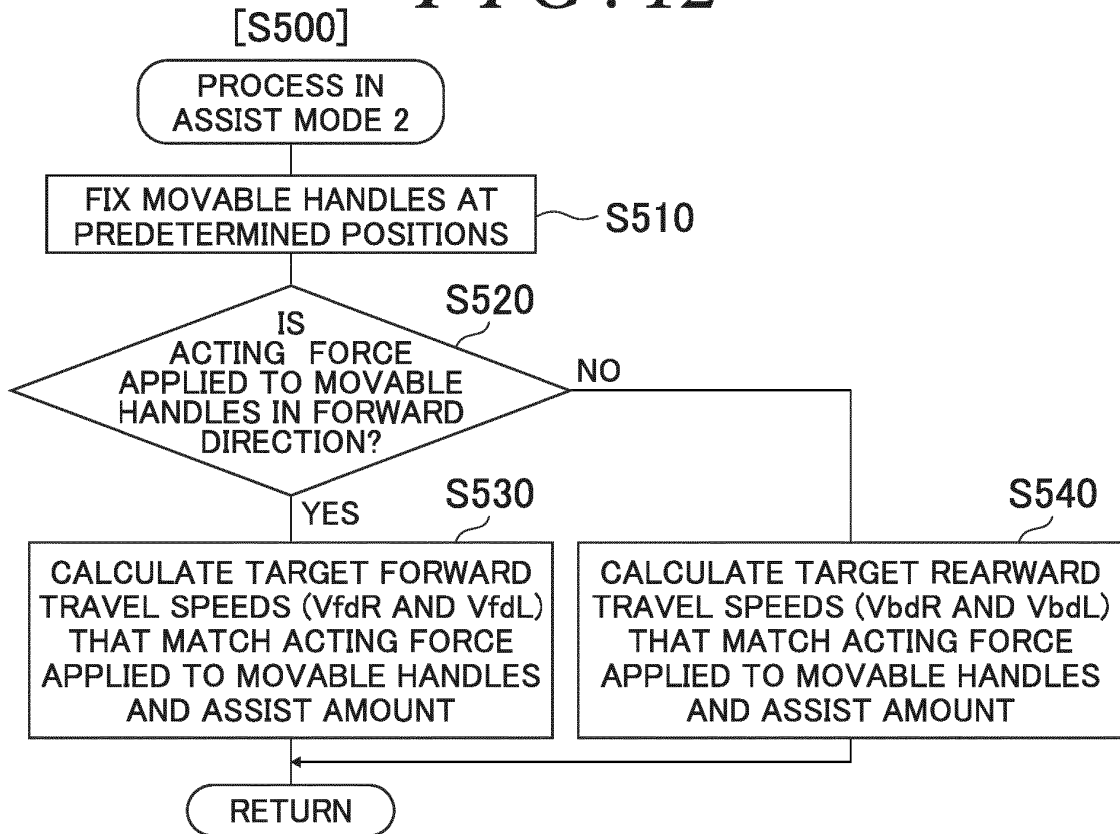 FIG. 12
[S500]
PROCESS IN
ASSIST MODE 2
FIX MOVABLE HANDLES AT
PREDETERMINED POSITIONS
S510
S520
IS
ACTING FORCE
APPLIED TO MOVABLE
HANDLES IN FORWARD
DIRECTION?
NO
YES
S530
CALCULATE TARGET FORWARD
TRAVEL SPEEDS (VfdR AND VfdL)
THAT MATCH ACTING FORCE
APPLIED TO MOVABLE HANDLES
AND ASSIST AMOUNT
S540
CALCULATE TARGET REARWARD
TRAVEL SPEEDS (VbdR AND VbdL)
THAT MATCH ACTING FORCE
APPLIED TO MOVABLE HANDLES
AND ASSIST AMOUNT
RETURN